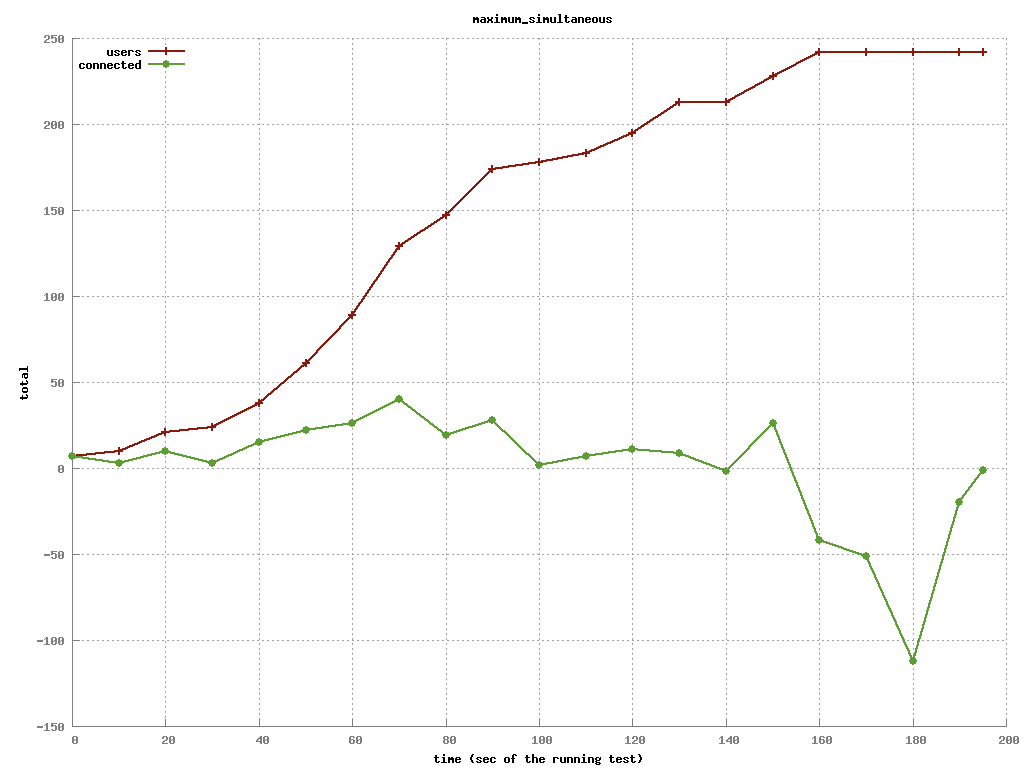 maximum_simultaneous
users
connected
250
200
150
100
50
0
-50
-100
-150
total
0 20 40 60 80 100 120 140 160 180 200
time (sec of the running test)